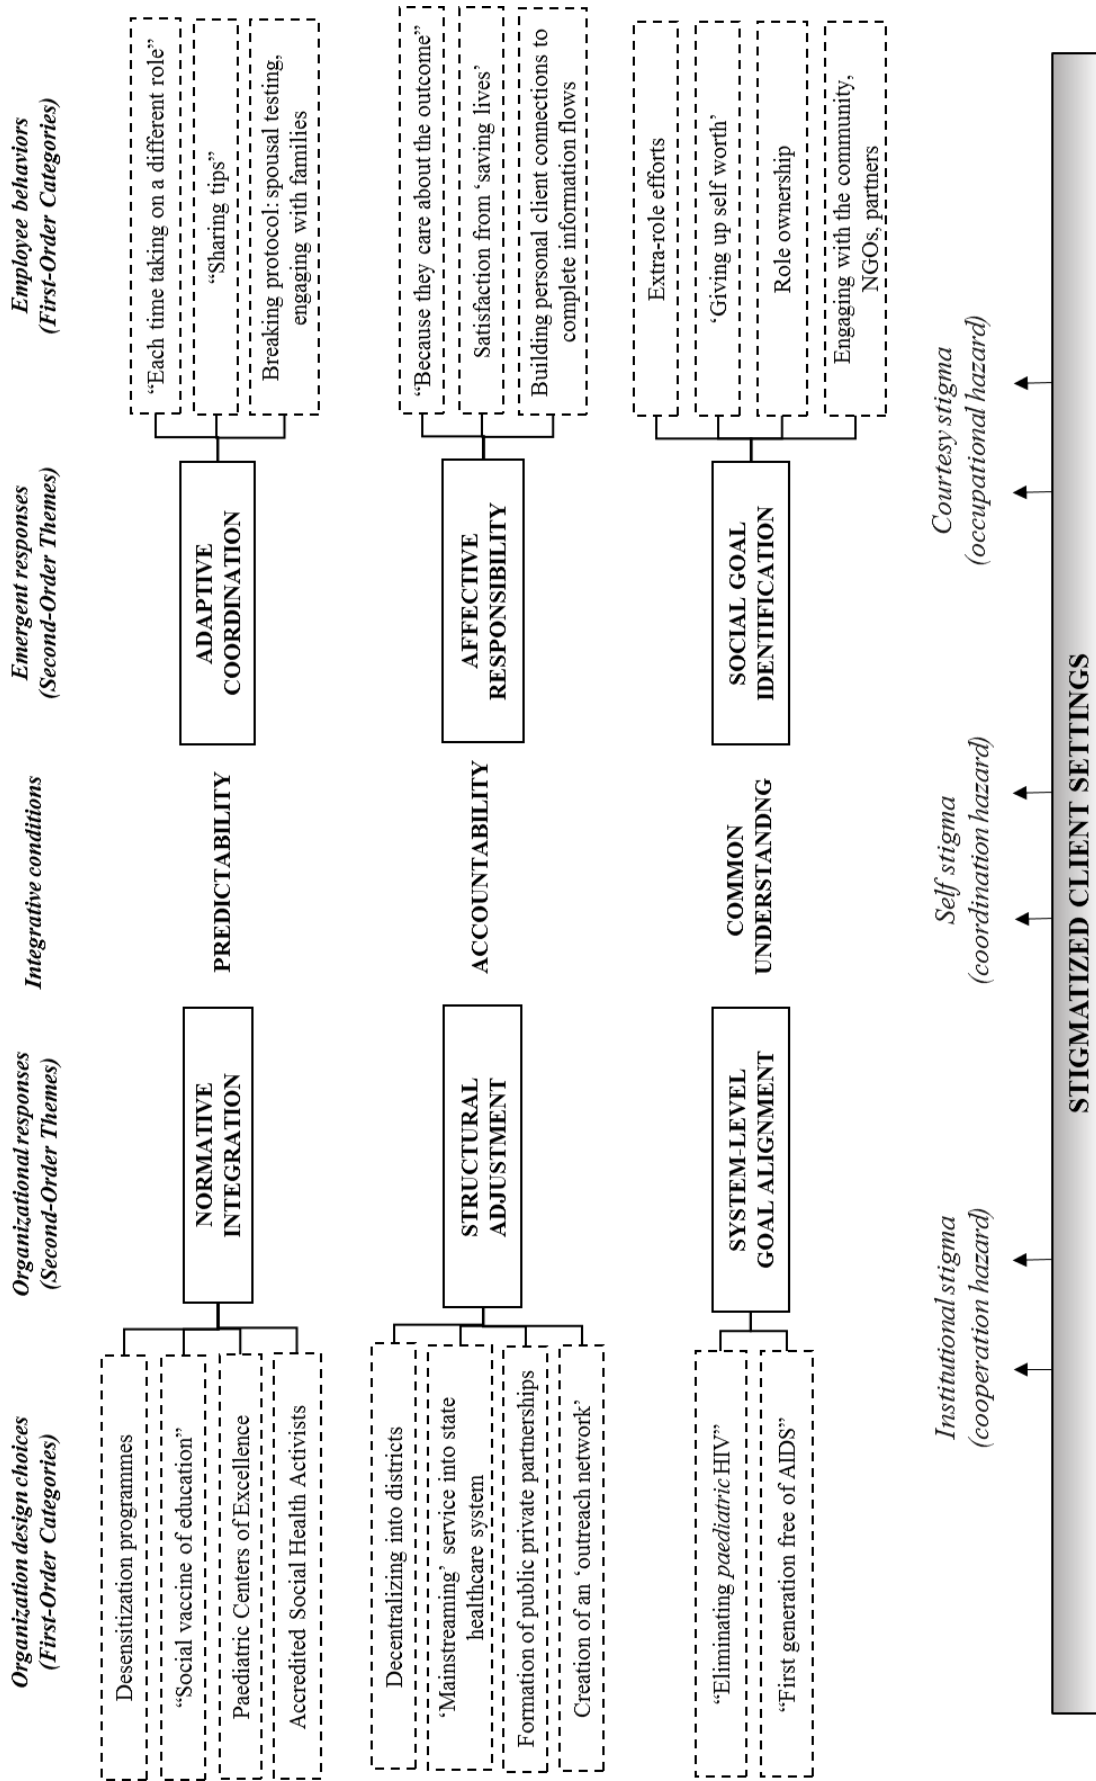 Organization design choices
(First-Order Categories)
Organizational responses
(Second-Order Themes)
Integrative conditions
Emergent responses
(Second-Order Themes)
Employee behaviors
(First-Order Categories)
Desensitization programmes
“Social vaccine of education”
Paediatric Centers of Excellence
Accredited Social Health Activists
NORMATIVE
INTEGRATION
PREDICTABILITY
ADAPTIVE
COORDINATION
“Each time taking on a different role”
“Sharing tips”
Breaking protocol: spousal testing,
engaging with families
Decentralizing into districts
‘Mainstreaming’ service into state
healthcare system
Formation of public private partnerships
Creation of an ‘outreach network’
STRUCTURAL
ADJUSTMENT
ACCOUNTABILITY
AFFECTIVE
RESPONSIBILITY
“Because they care about the outcome”
Satisfaction from ‘saving lives’
Building personal client connections to
complete information flows
“Eliminating paediatric HIV”
“First generation free of AIDS”
SYSTEM-LEVEL
GOAL ALIGNMENT
COMMON
UNDERSTANDNG
SOCIAL GOAL
IDENTIFICATION
Extra-role efforts
‘Giving up self worth’
Role ownership
Engaging with the community,
NGOs, partners
Institutional stigma
(cooperation hazard)
Self stigma
(coordination hazard)
Courtesy stigma
(occupational hazard)
STIGMATIZED CLIENT SETTINGS